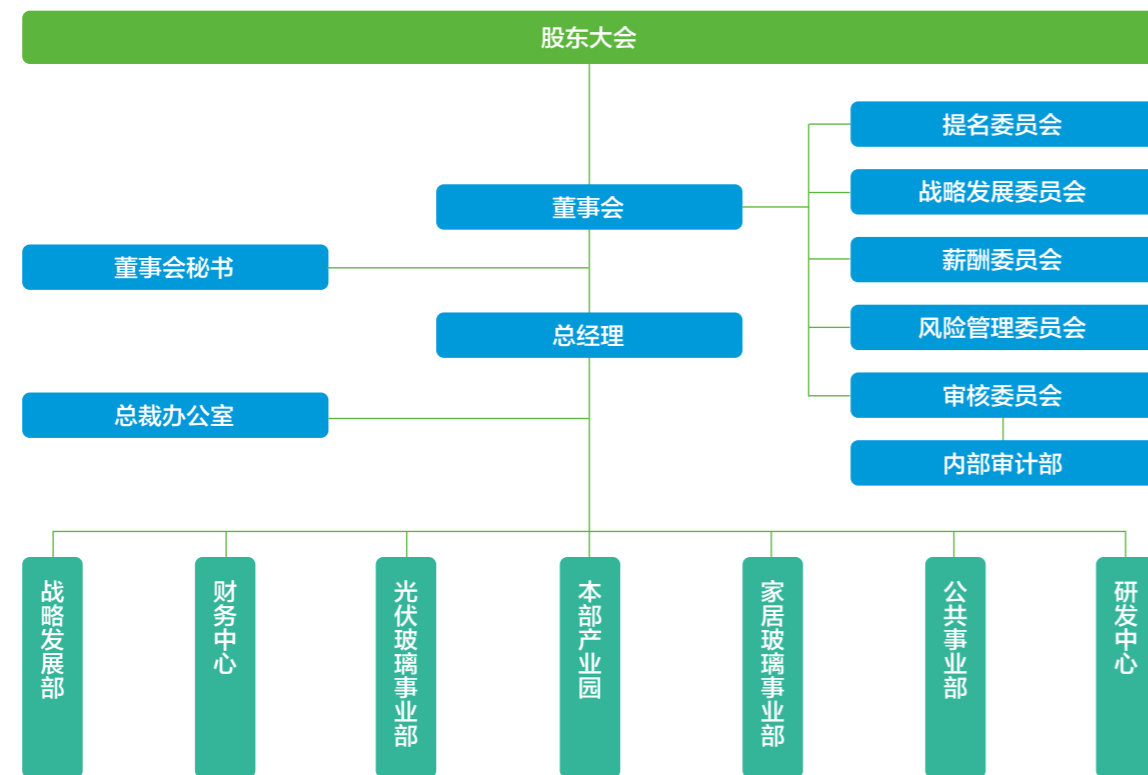 股东大会
提名委员会
战略发展委员会
董事会
薪酬委员会
董事会秘书
风险管理委员会
总经理
审核委员会
总裁办公室
内部审计部
战略发展部
财务中心
光伏玻璃事业部
本部产业园
家居玻璃事业部
公共事业部
研发中心